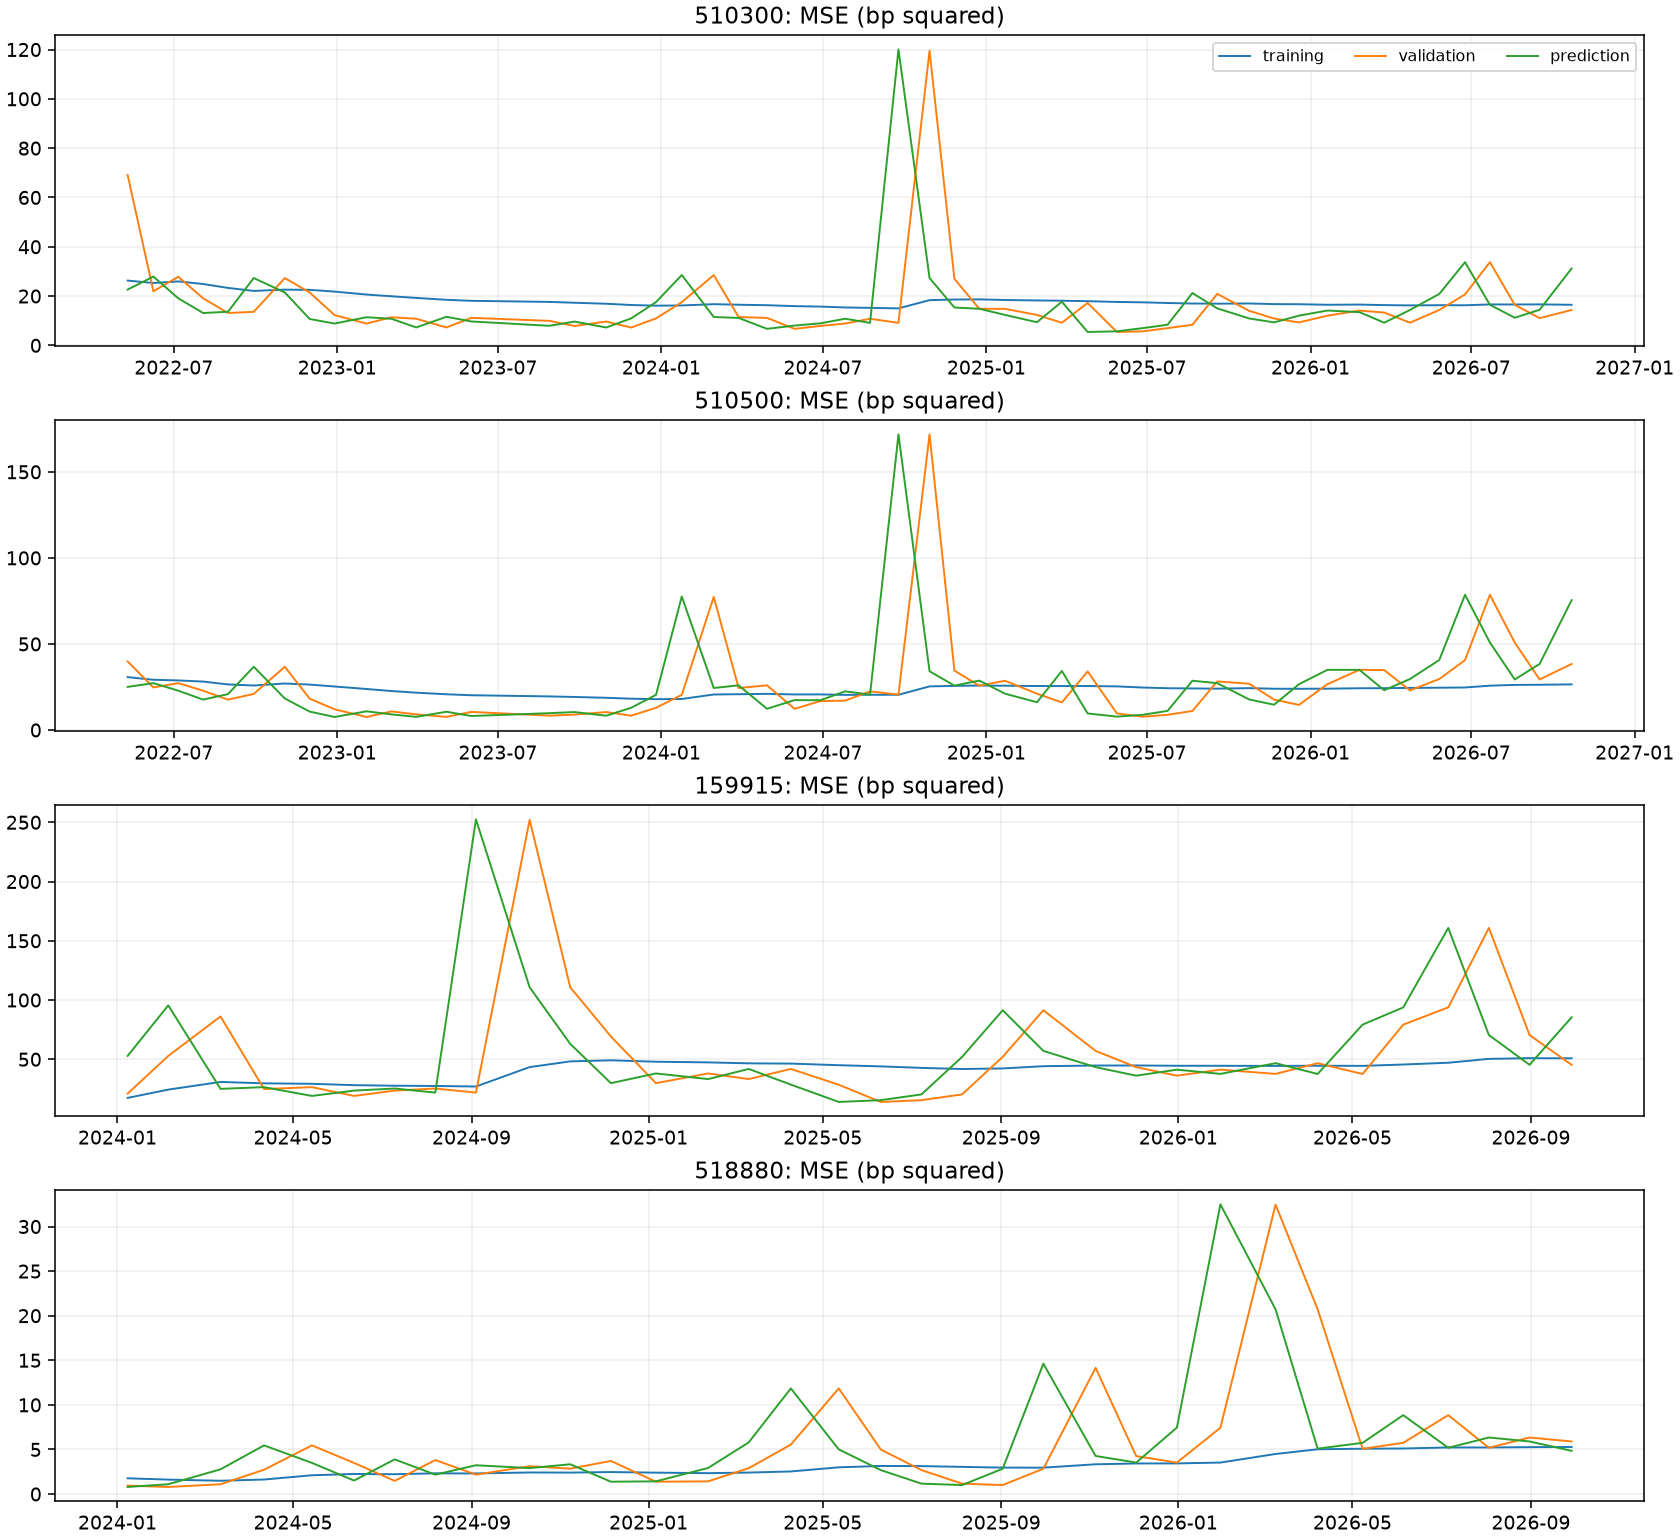 510300: MSE (bp squared)
training validation prediction
120
100
80
60
40
20
0
2022-07 2023-01 2023-07 2024-01 2024-07 2025-01 2025-07 2026-01 2026-07 2027-01
510500: MSE (bp squared)
150
100
50
0
2022-07 2023-01 2023-07 2024-01 2024-07 2025-01 2025-07 2026-01 2026-07 2027-01
159915: MSE (bp squared)
250
200
150
100
50
2024-01 2024-05 2024-09 2025-01 2025-05 2025-09 2026-01 2026-05 2026-09
518880: MSE (bp squared)
30
25
20
15
10
5
0
2024-01 2024-05 2024-09 2025-01 2025-05 2025-09 2026-01 2026-05 2026-09